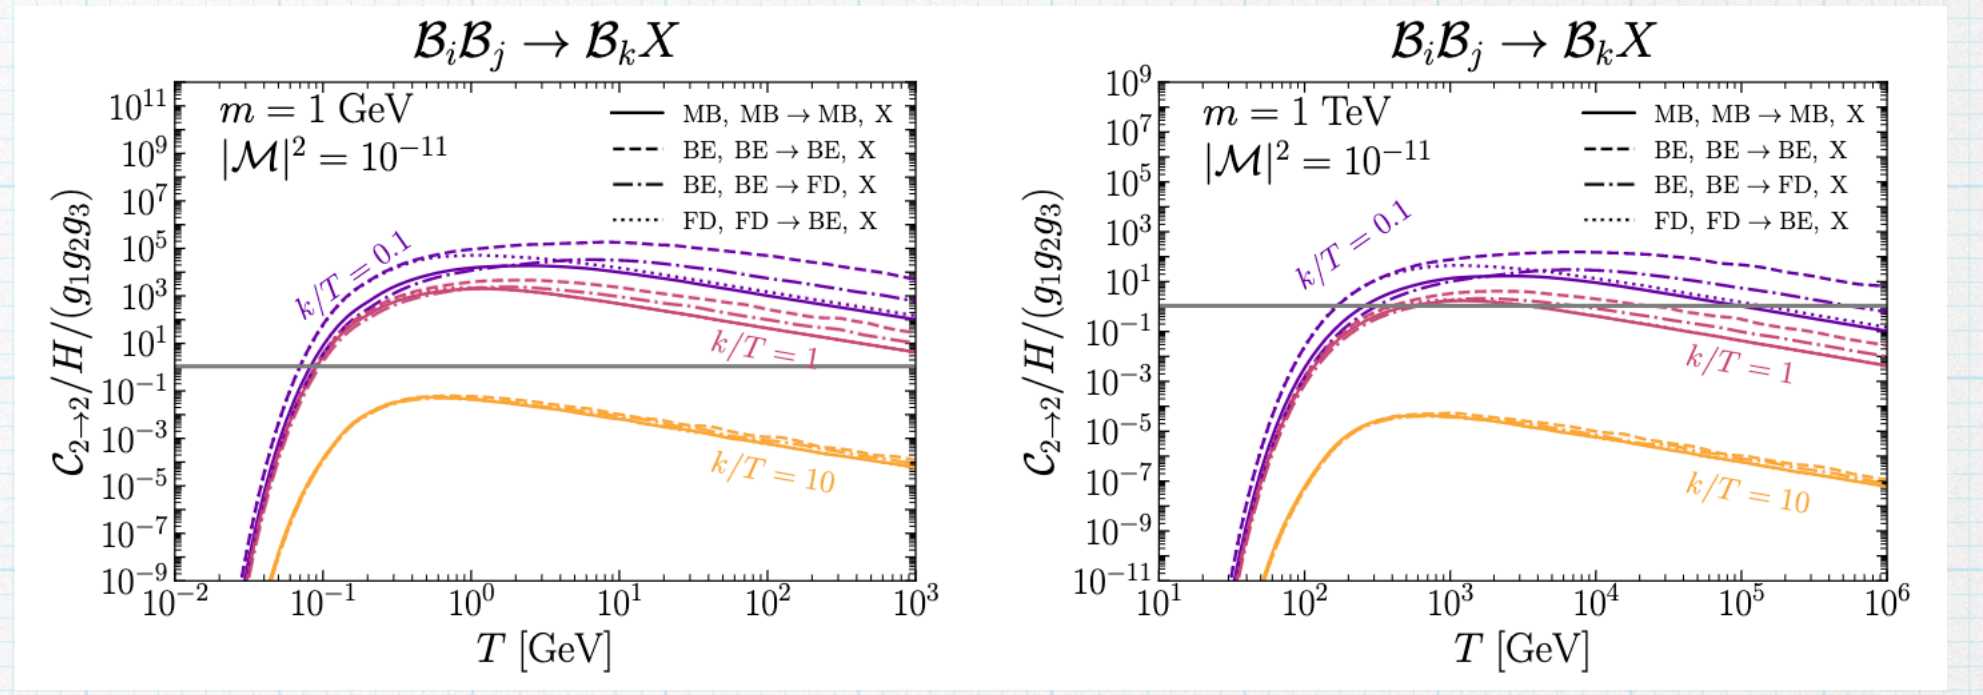 ℬᵢℬⱼ → ℬₖX
m = 1 GeV
|ℳ|² = 10⁻¹¹
MB, MB → MB, X
BE, BE → BE, X
BE, BE → FD, X
FD, FD → BE, X
k/T = 0.1
k/T = 1
k/T = 10
𝒞₂→₂/H/(g₁g₂g₃)
10¹¹
10⁹
10⁷
10⁵
10³
10¹
10⁻¹
10⁻³
10⁻⁵
10⁻⁷
10⁻⁹
10⁻² 10⁻¹ 10⁰ 10¹ 10² 10³
T [GeV]
ℬᵢℬⱼ → ℬₖX
m = 1 TeV
|ℳ|² = 10⁻¹¹
MB, MB → MB, X
BE, BE → BE, X
BE, BE → FD, X
FD, FD → BE, X
k/T = 0.1
k/T = 1
k/T = 10
𝒞₂→₂/H/(g₁g₂g₃)
10⁹
10⁷
10⁵
10³
10¹
10⁻¹
10⁻³
10⁻⁵
10⁻⁷
10⁻⁹
10⁻¹¹
10¹ 10² 10³ 10⁴ 10⁵ 10⁶
T [GeV]